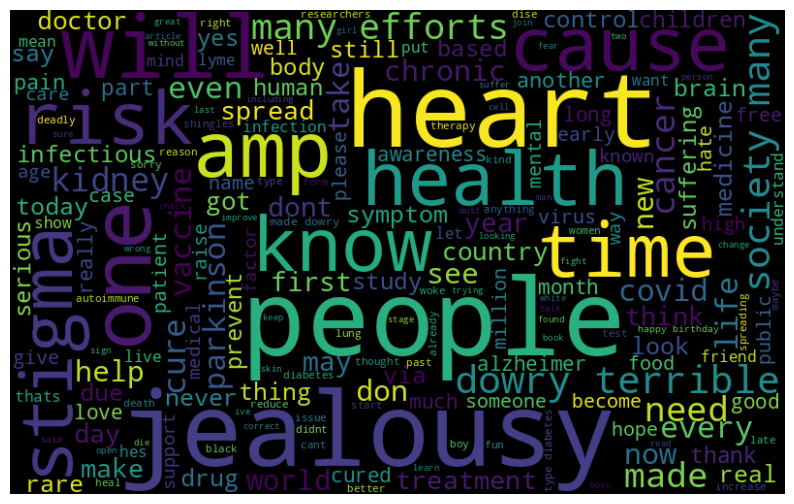 doctor will many efforts cause control children
great researchers girl dise join right article without fear two
say yes well still put based society many
mean mind lyme body chronic another want brain
pain care part even human take heart person
deadly risk spread amp therapy cell including suffer
last shingles infection please awareness kind early cancer free
sure reason long known medicine
infectious age kidney sorry health mental suffering hate
today case name type form dont symptom virus new under stand
got year let anything man way high
stigma one vaccine check improve made dowry must women
serious show really patient raise factor know country looking time change
first study see million month covid society
wrong autoimmune prevent woke trying white fight
medical cure parkinson people talk found happy birthday think life public spreading maybe
sign keep lung stage already book test look
give live may thought past alzheimer food friend
help skin diabetes via dowry terrible
thats due never thing don much someone become need good
love death reduce issue start hope every late
day said ive didnt boy fun type diabetes
make hes support black cant jealousy now thank
open die correct read
rare drug world cured treatment made real
heal better learn born increase